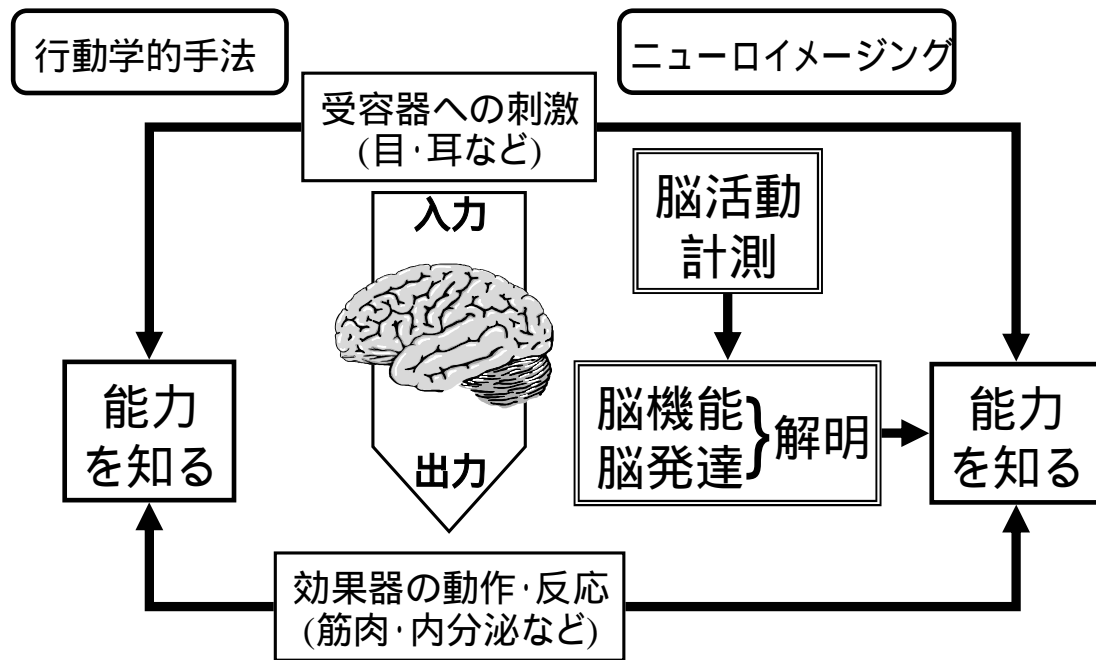 行動学的手法
ニューロイメージング
受容器への刺激
(目・耳など)
入力
脳活動
計測
能力
を知る
脳機能
脳発達
}解明
能力
を知る
出力
効果器の動作・反応
(筋肉・内分泌など)